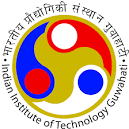 भारतीय प्रौद्योगिकी संस्थान गुवाहाटी
Indian Institute of Technology Guwahati